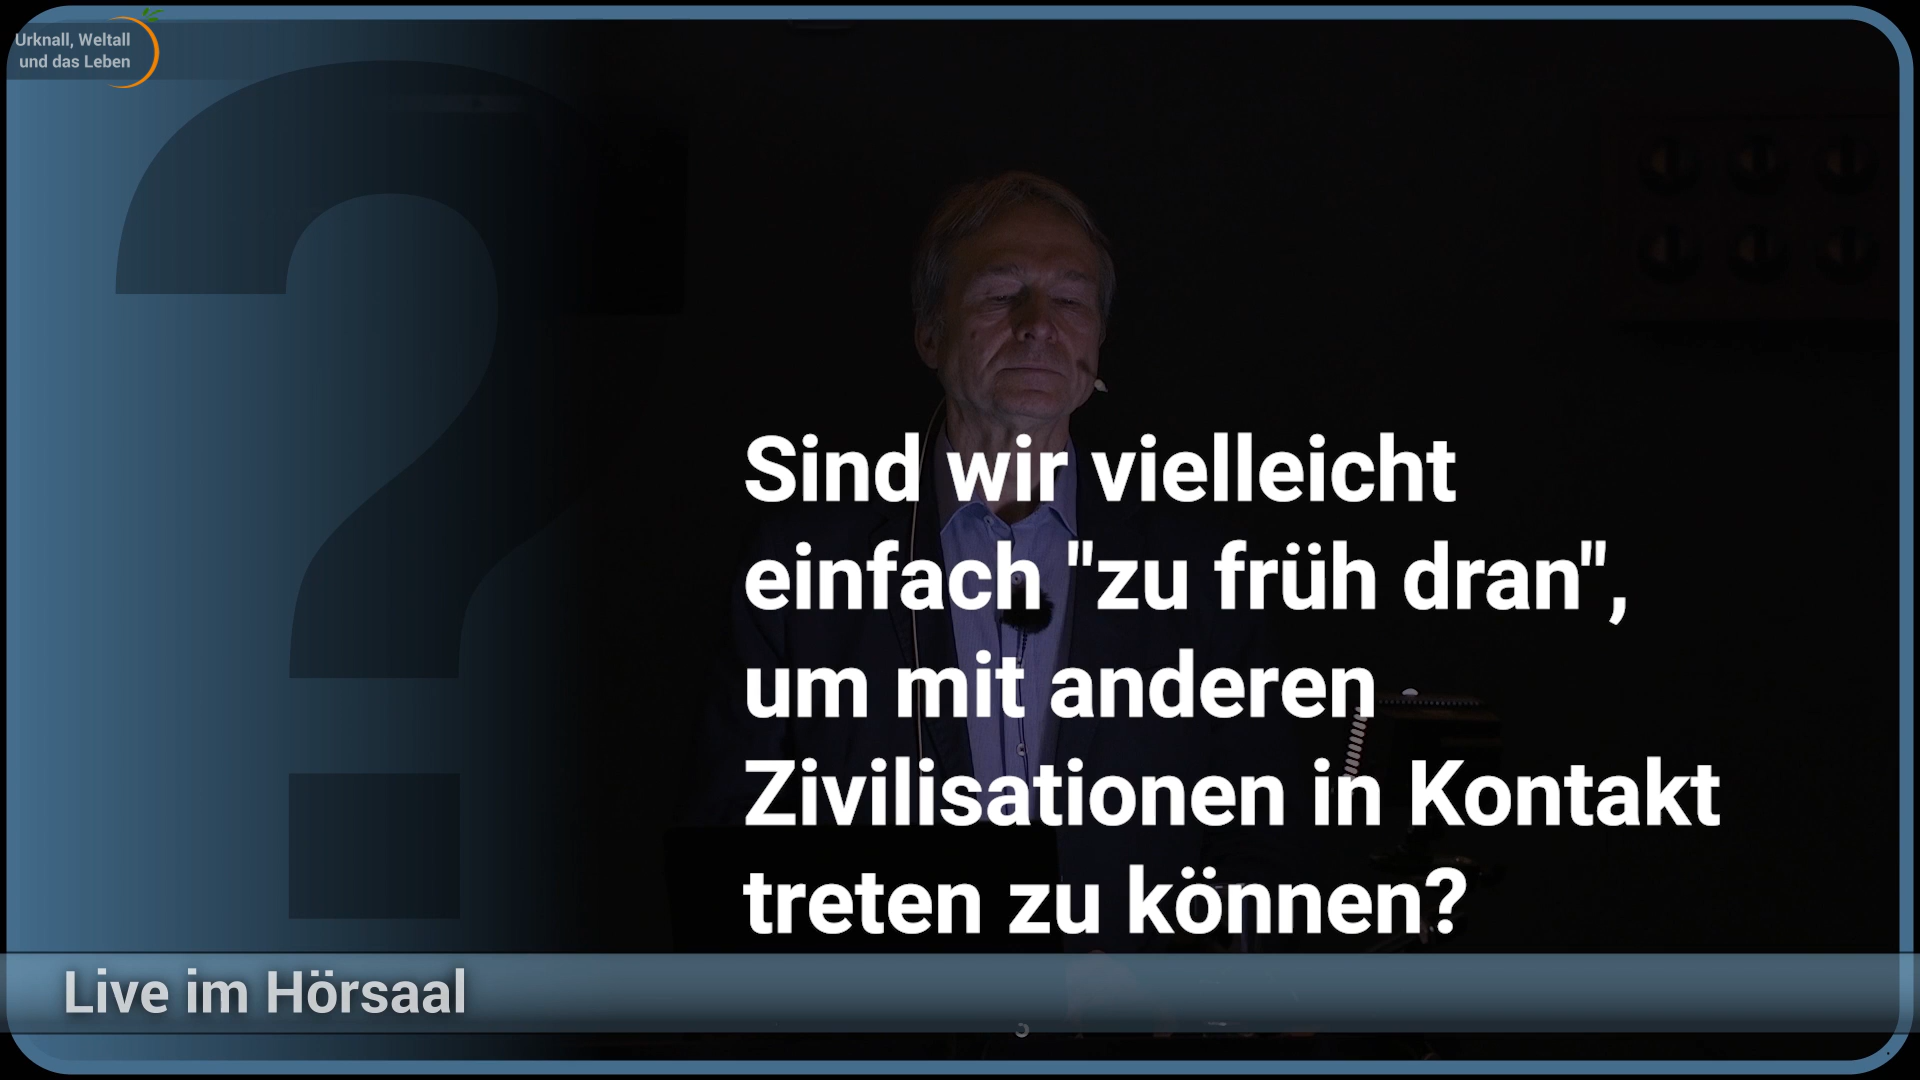 Urknall, Weltall
und das Leben
Sind wir vielleicht
einfach "zu früh dran",
um mit anderen
Zivilisationen in Kontakt
treten zu können?
Live im Hörsaal